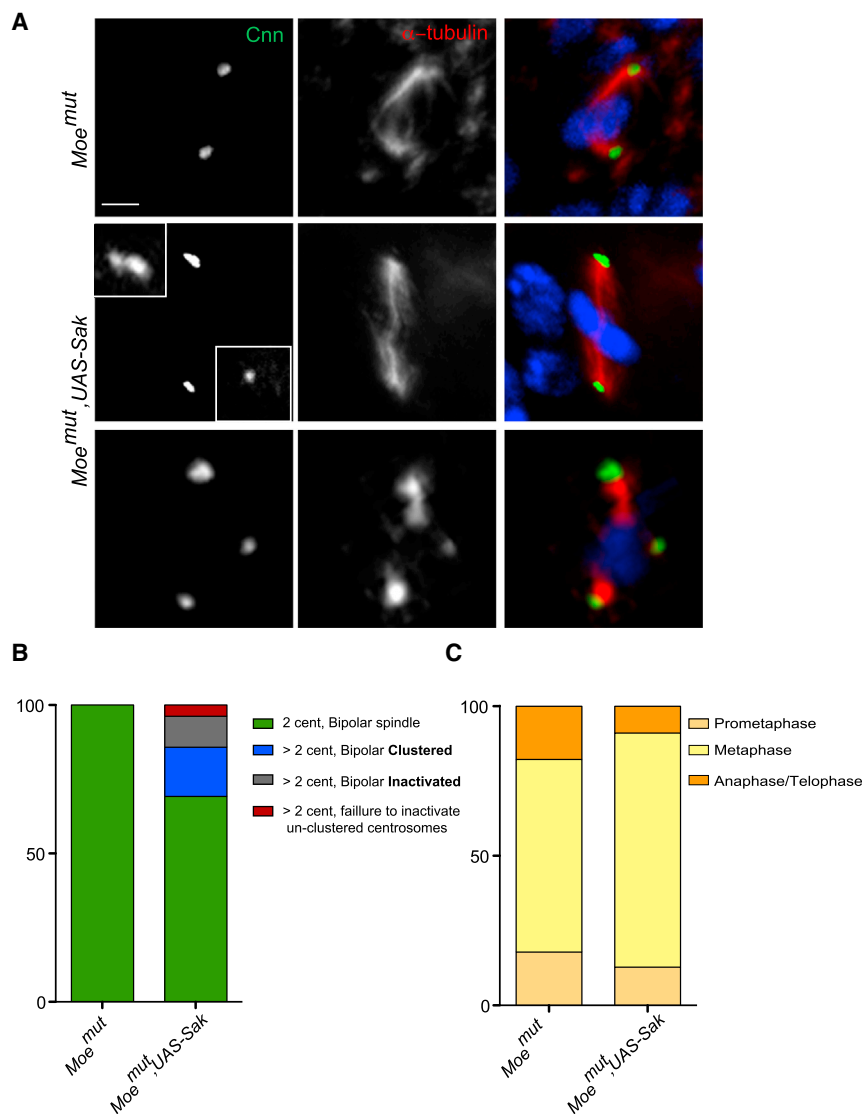 A
Cnn
α-tubulin
Moe^mut
Moe^mut,UAS-Sak
B
100
50
0
Moe^mut
Moe^mut,UAS-Sak
2 cent, Bipolar spindle
> 2 cent, Bipolar Clustered
> 2 cent, Bipolar Inactivated
> 2 cent, faillure to inactivate
un-clustered centrosomes
C
100
50
0
Moe^mut
Moe^mut,UAS-Sak
Prometaphase
Metaphase
Anaphase/Telophase